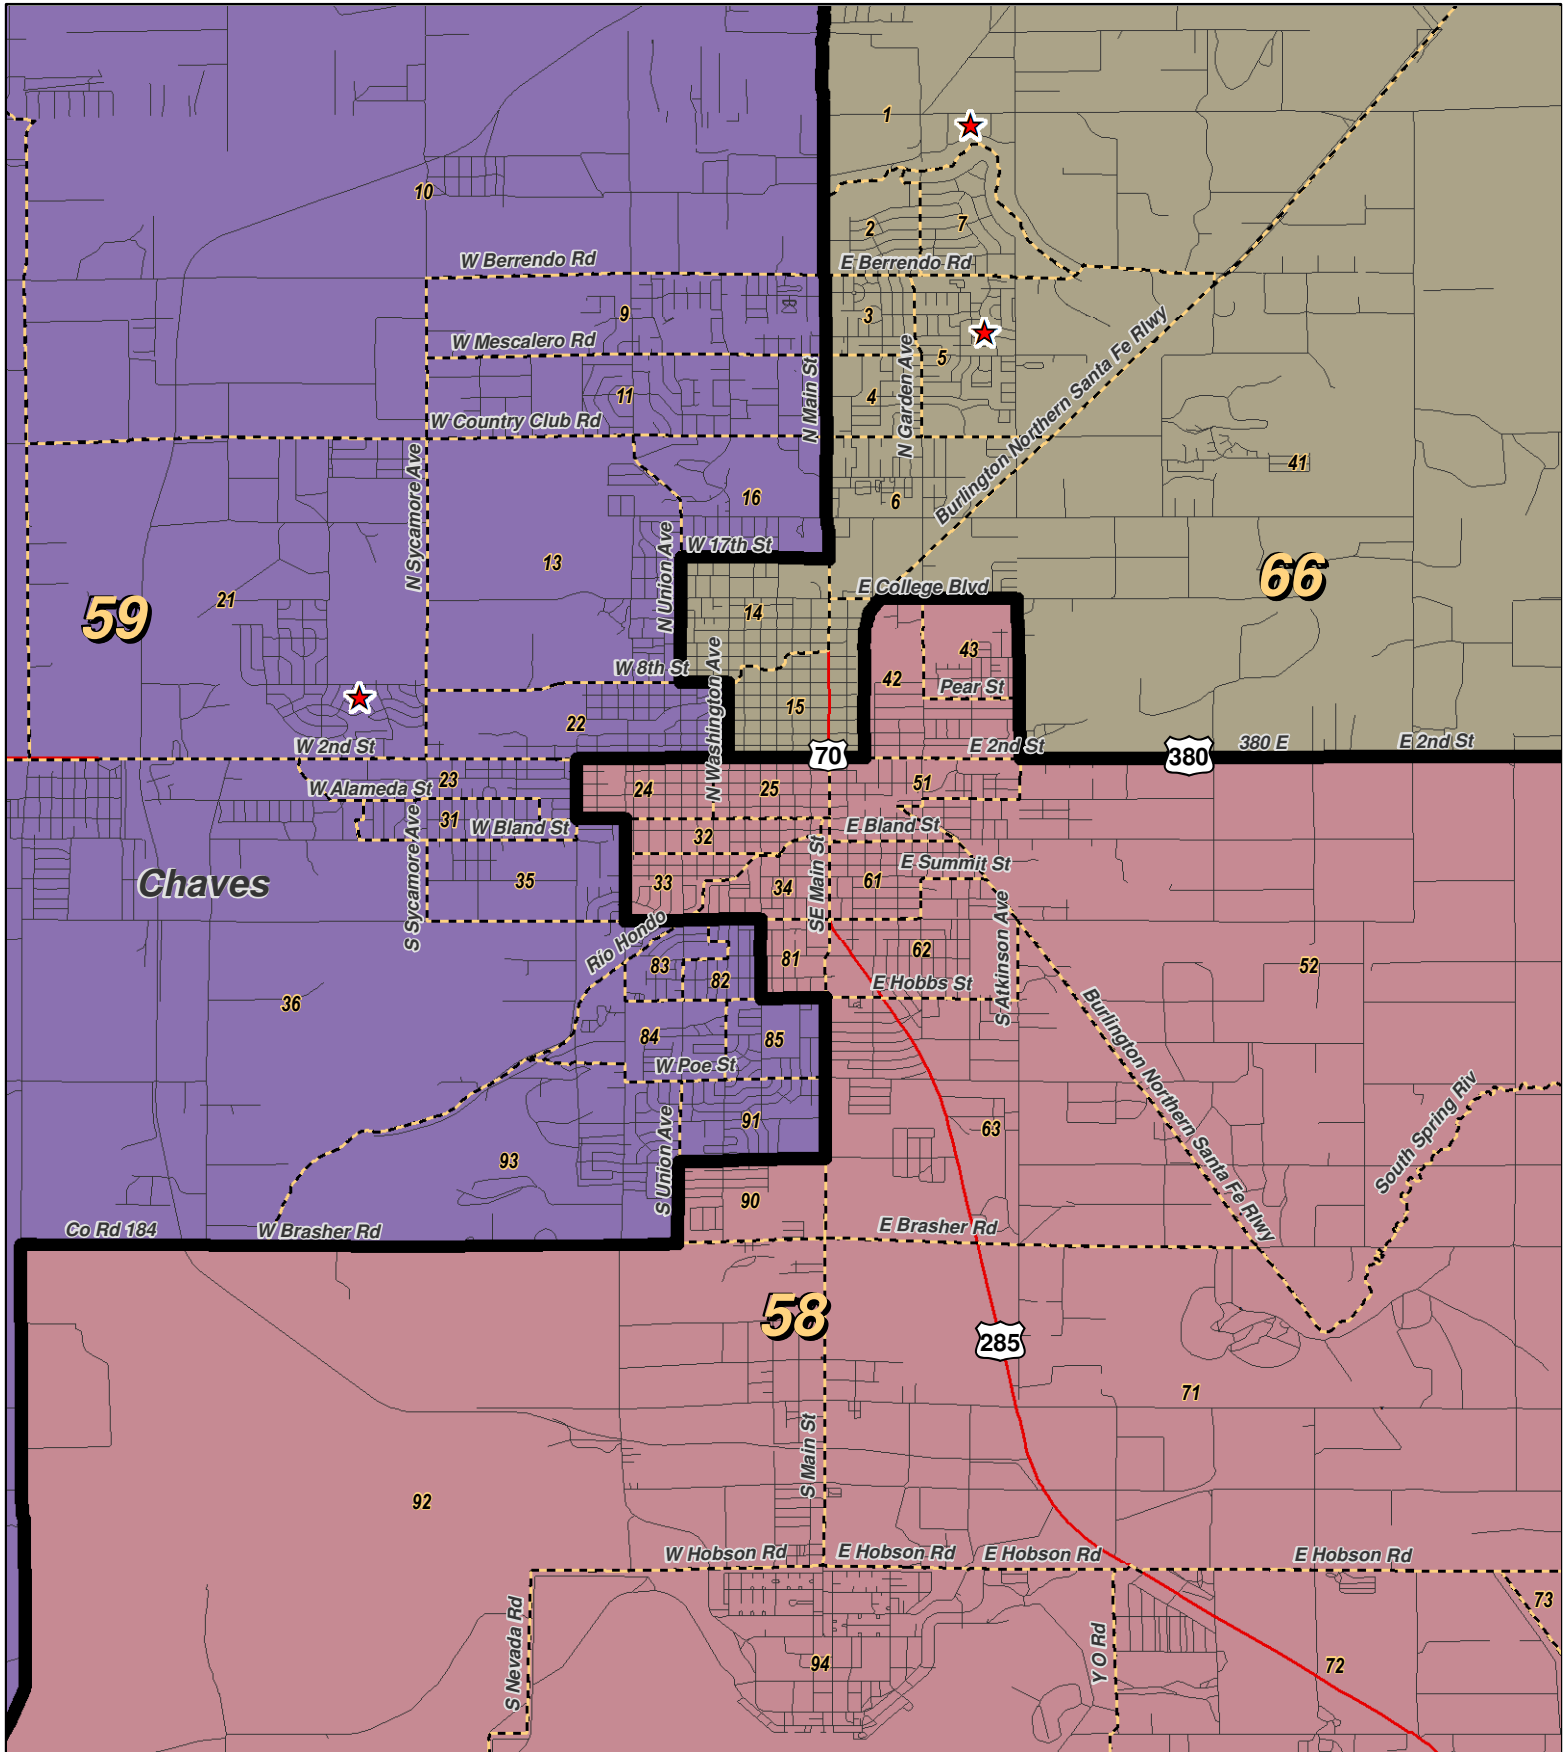 1
10
2
7
W Berrendo Rd
E Berrendo Rd
9
3
W Mescalero Rd
5
N Main St
N Garden Ave
Burlington Northern Santa Fe Rlwy
11
4
W Country Club Rd
N Sycamore Ave
41
16
6
W 17th St
13
N Union Ave
E College Blvd
66
59
21
14
43
W 8th St
N Washington Ave
42
Pear St
15
22
W 2nd St
70
E 2nd St
380
380 E
E 2nd St
23
W Alameda St
24
25
51
31
W Bland St
S Sycamore Ave
32
E Bland St
SE Main St
E Summit St
Chaves
35
33
34
61
S Atkinson Ave
Río Hondo
83
82
81
62
52
E Hobbs St
36
84
85
W Poe St
Burlington Northern Santa Fe Rlwy
91
63
South Spring Riv
S Union Ave
93
90
Co Rd 184
W Brasher Rd
E Brasher Rd
58
285
71
S Main St
92
W Hobson Rd
E Hobson Rd
E Hobson Rd
E Hobson Rd
S Nevada Rd
Y O Rd
73
94
72